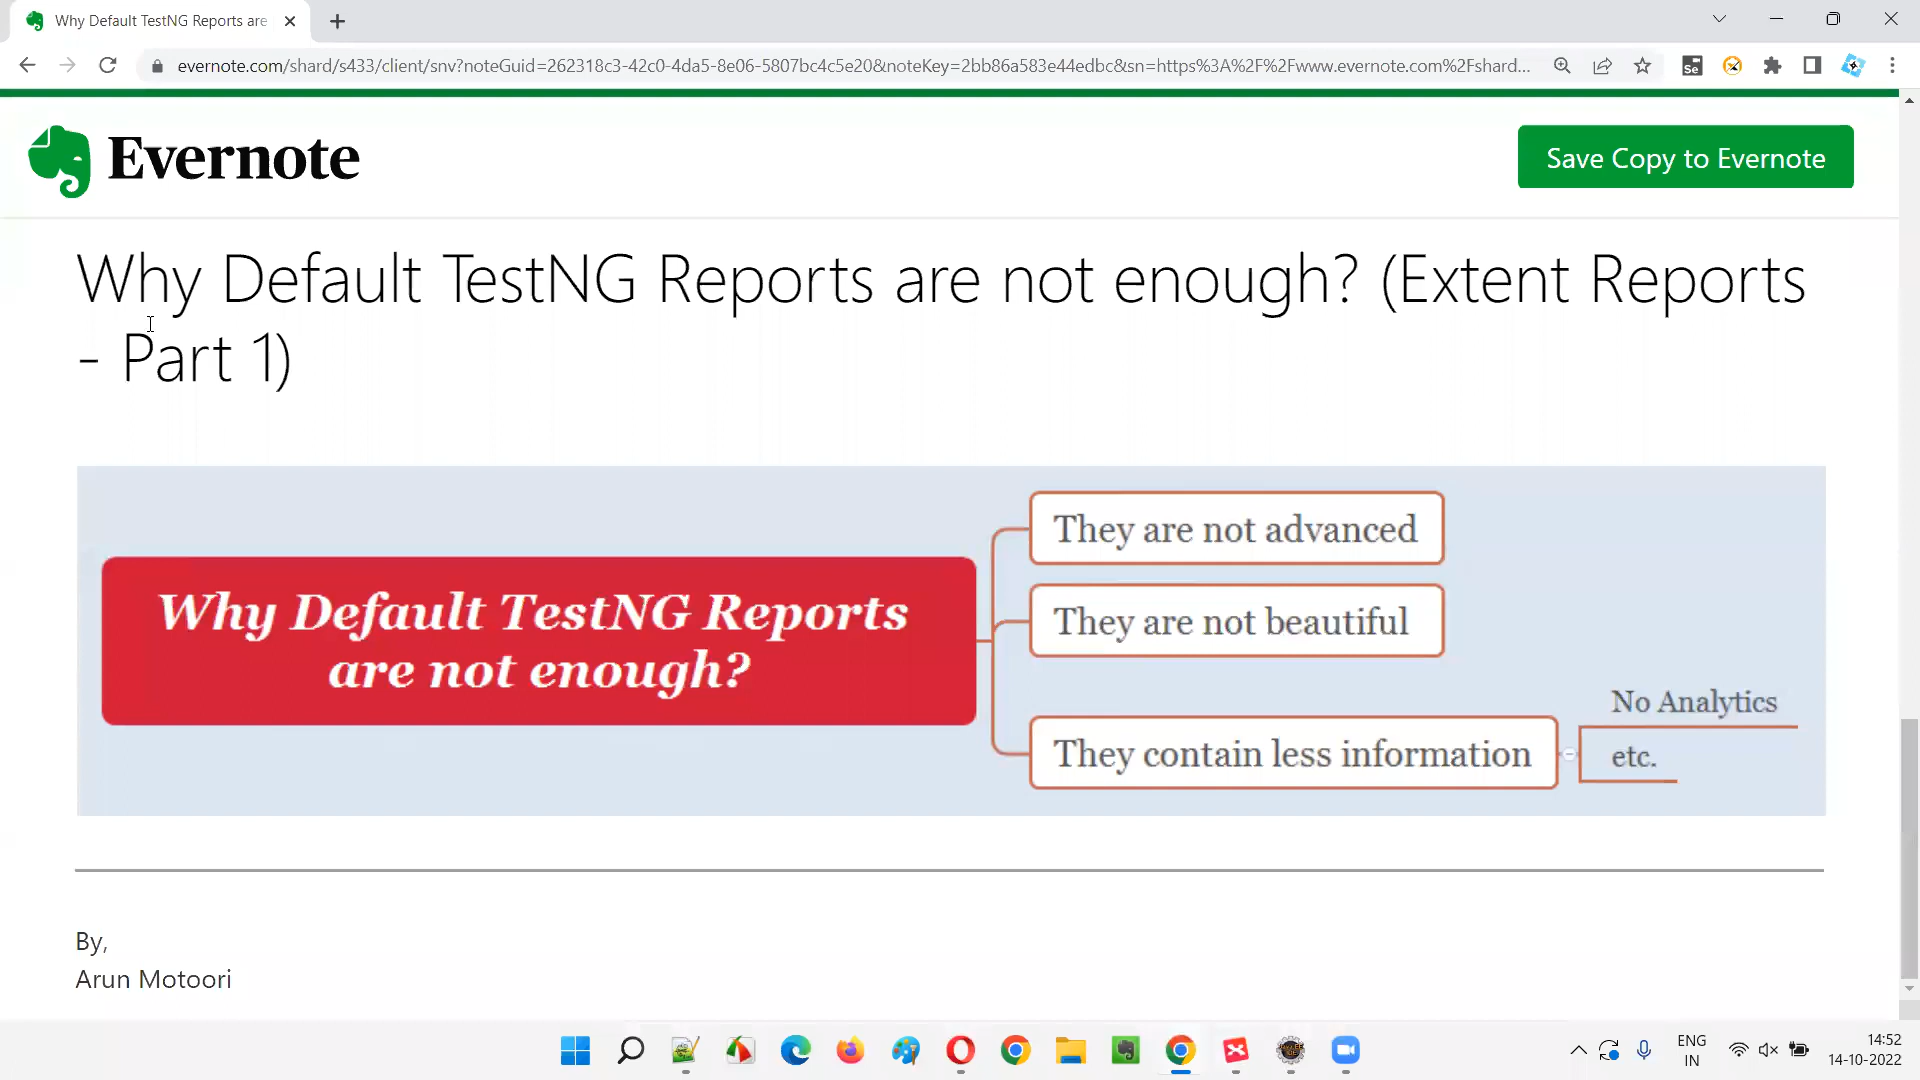 Why Default TestNG Reports are
evernote.com/shard/s433/client/snv?noteGuid=262318c3-42c0-4da5-8e06-5807bc4c5e20&noteKey=2bb86a583e44edbc&sn=https%3A%2F%2Fwww.evernote.com%2Fshard...
Se
Evernote
Save Copy to Evernote
Why Default TestNG Reports are not enough? (Extent Reports
- Part 1)
They are not advanced
Why Default TestNG Reports
are not enough?
They are not beautiful
No Analytics
They contain less information
etc.
By,
Arun Motoori
ENG
IN
14:52
14-10-2022